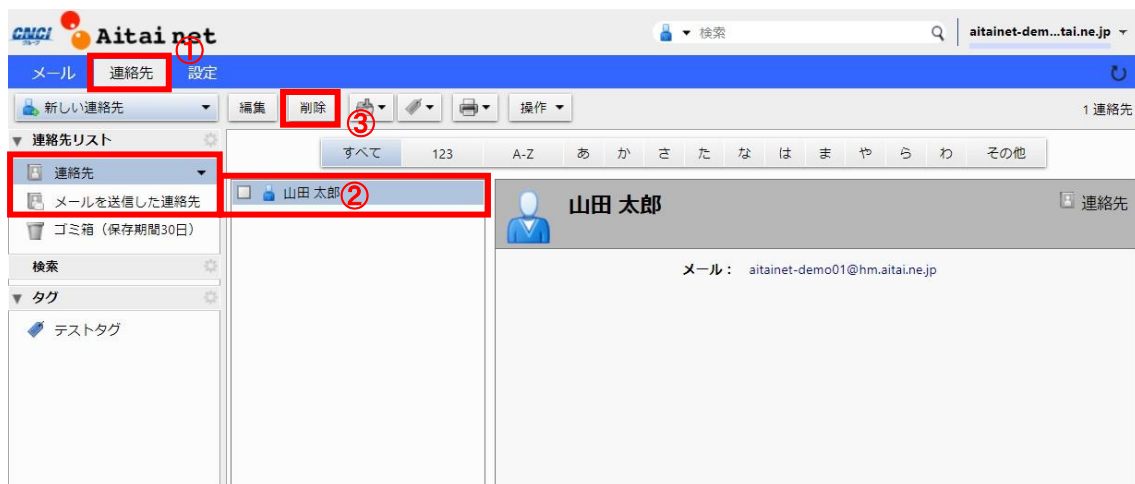 CNCI グループ Aitai net
検索
aitainet-dem...tai.ne.jp
①
メール 連絡先 設定
新しい連絡先 編集 削除 操作 1 連絡先
③
連絡先リスト
すべて 123 A-Z あ か さ た な は ま や ら わ その他
連絡先
メールを送信した連絡先
ゴミ箱（保存期間30日）
検索
タグ
テストタグ
山田 太郎 ②
山田 太郎 連絡先
メール： aitainet-demo01@hm.aitai.ne.jp